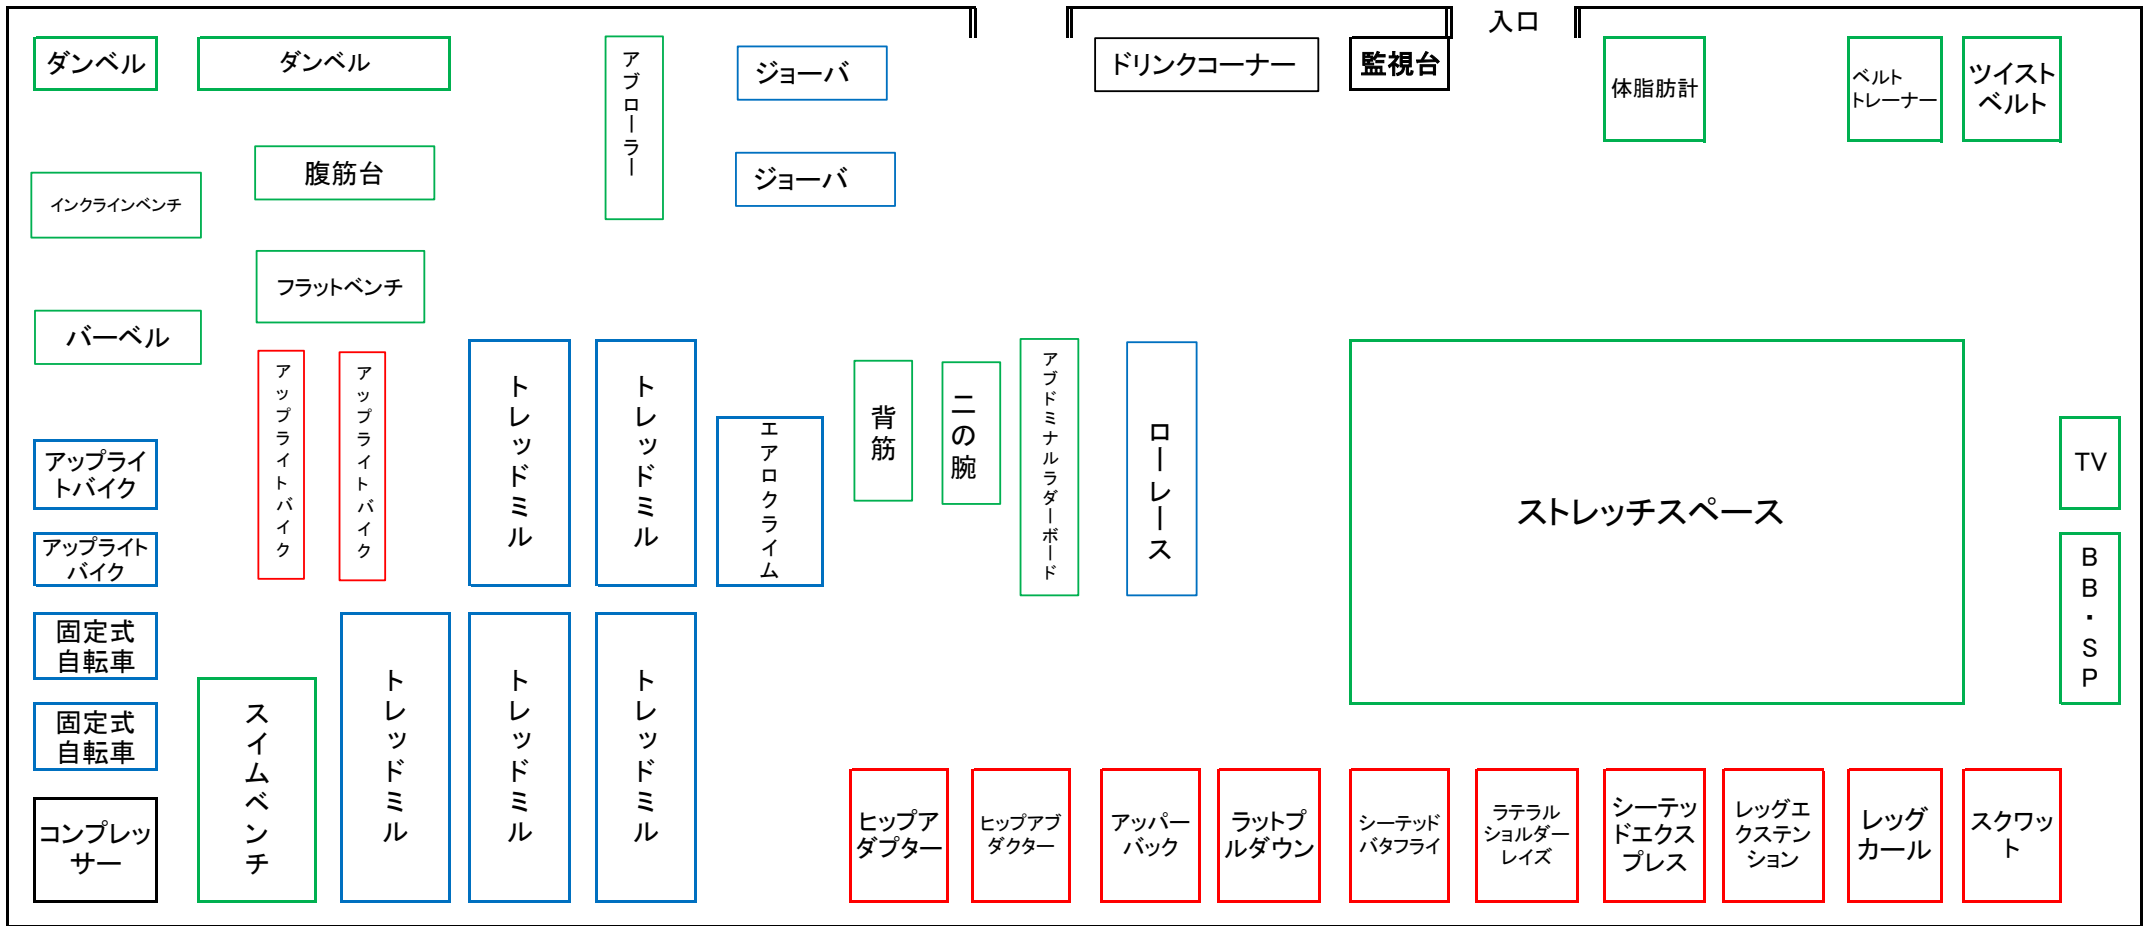 入口
ダンベル
ダンベル
アブローラー
ジョーバ
ドリンクコーナー
監視台
体脂肪計
ベルト
トレーナー
ツイスト
ベルト
腹筋台
ジョーバ
インクラインベンチ
フラットベンチ
バーベル
アップライトバイク
アップライトバイク
トレッドミル
トレッドミル
エアロクライム
背筋
二の腕
アブドミナルラダーボード
ローレース
ストレッチスペース
TV
BB・SP
アップライ
トバイク
アップライト
バイク
固定式
自転車
固定式
自転車
コンプレッ
サー
スイムベンチ
トレッドミル
トレッドミル
トレッドミル
ヒップア
ダプター
ヒップアブ
ダクター
アッパー
バック
ラットプ
ルダウン
シーテッド
バタフライ
ラテラル
ショルダー
レイズ
シーテッ
ドエクス
プレス
レッグエ
クステン
ション
レッグ
カール
スクワッ
ト